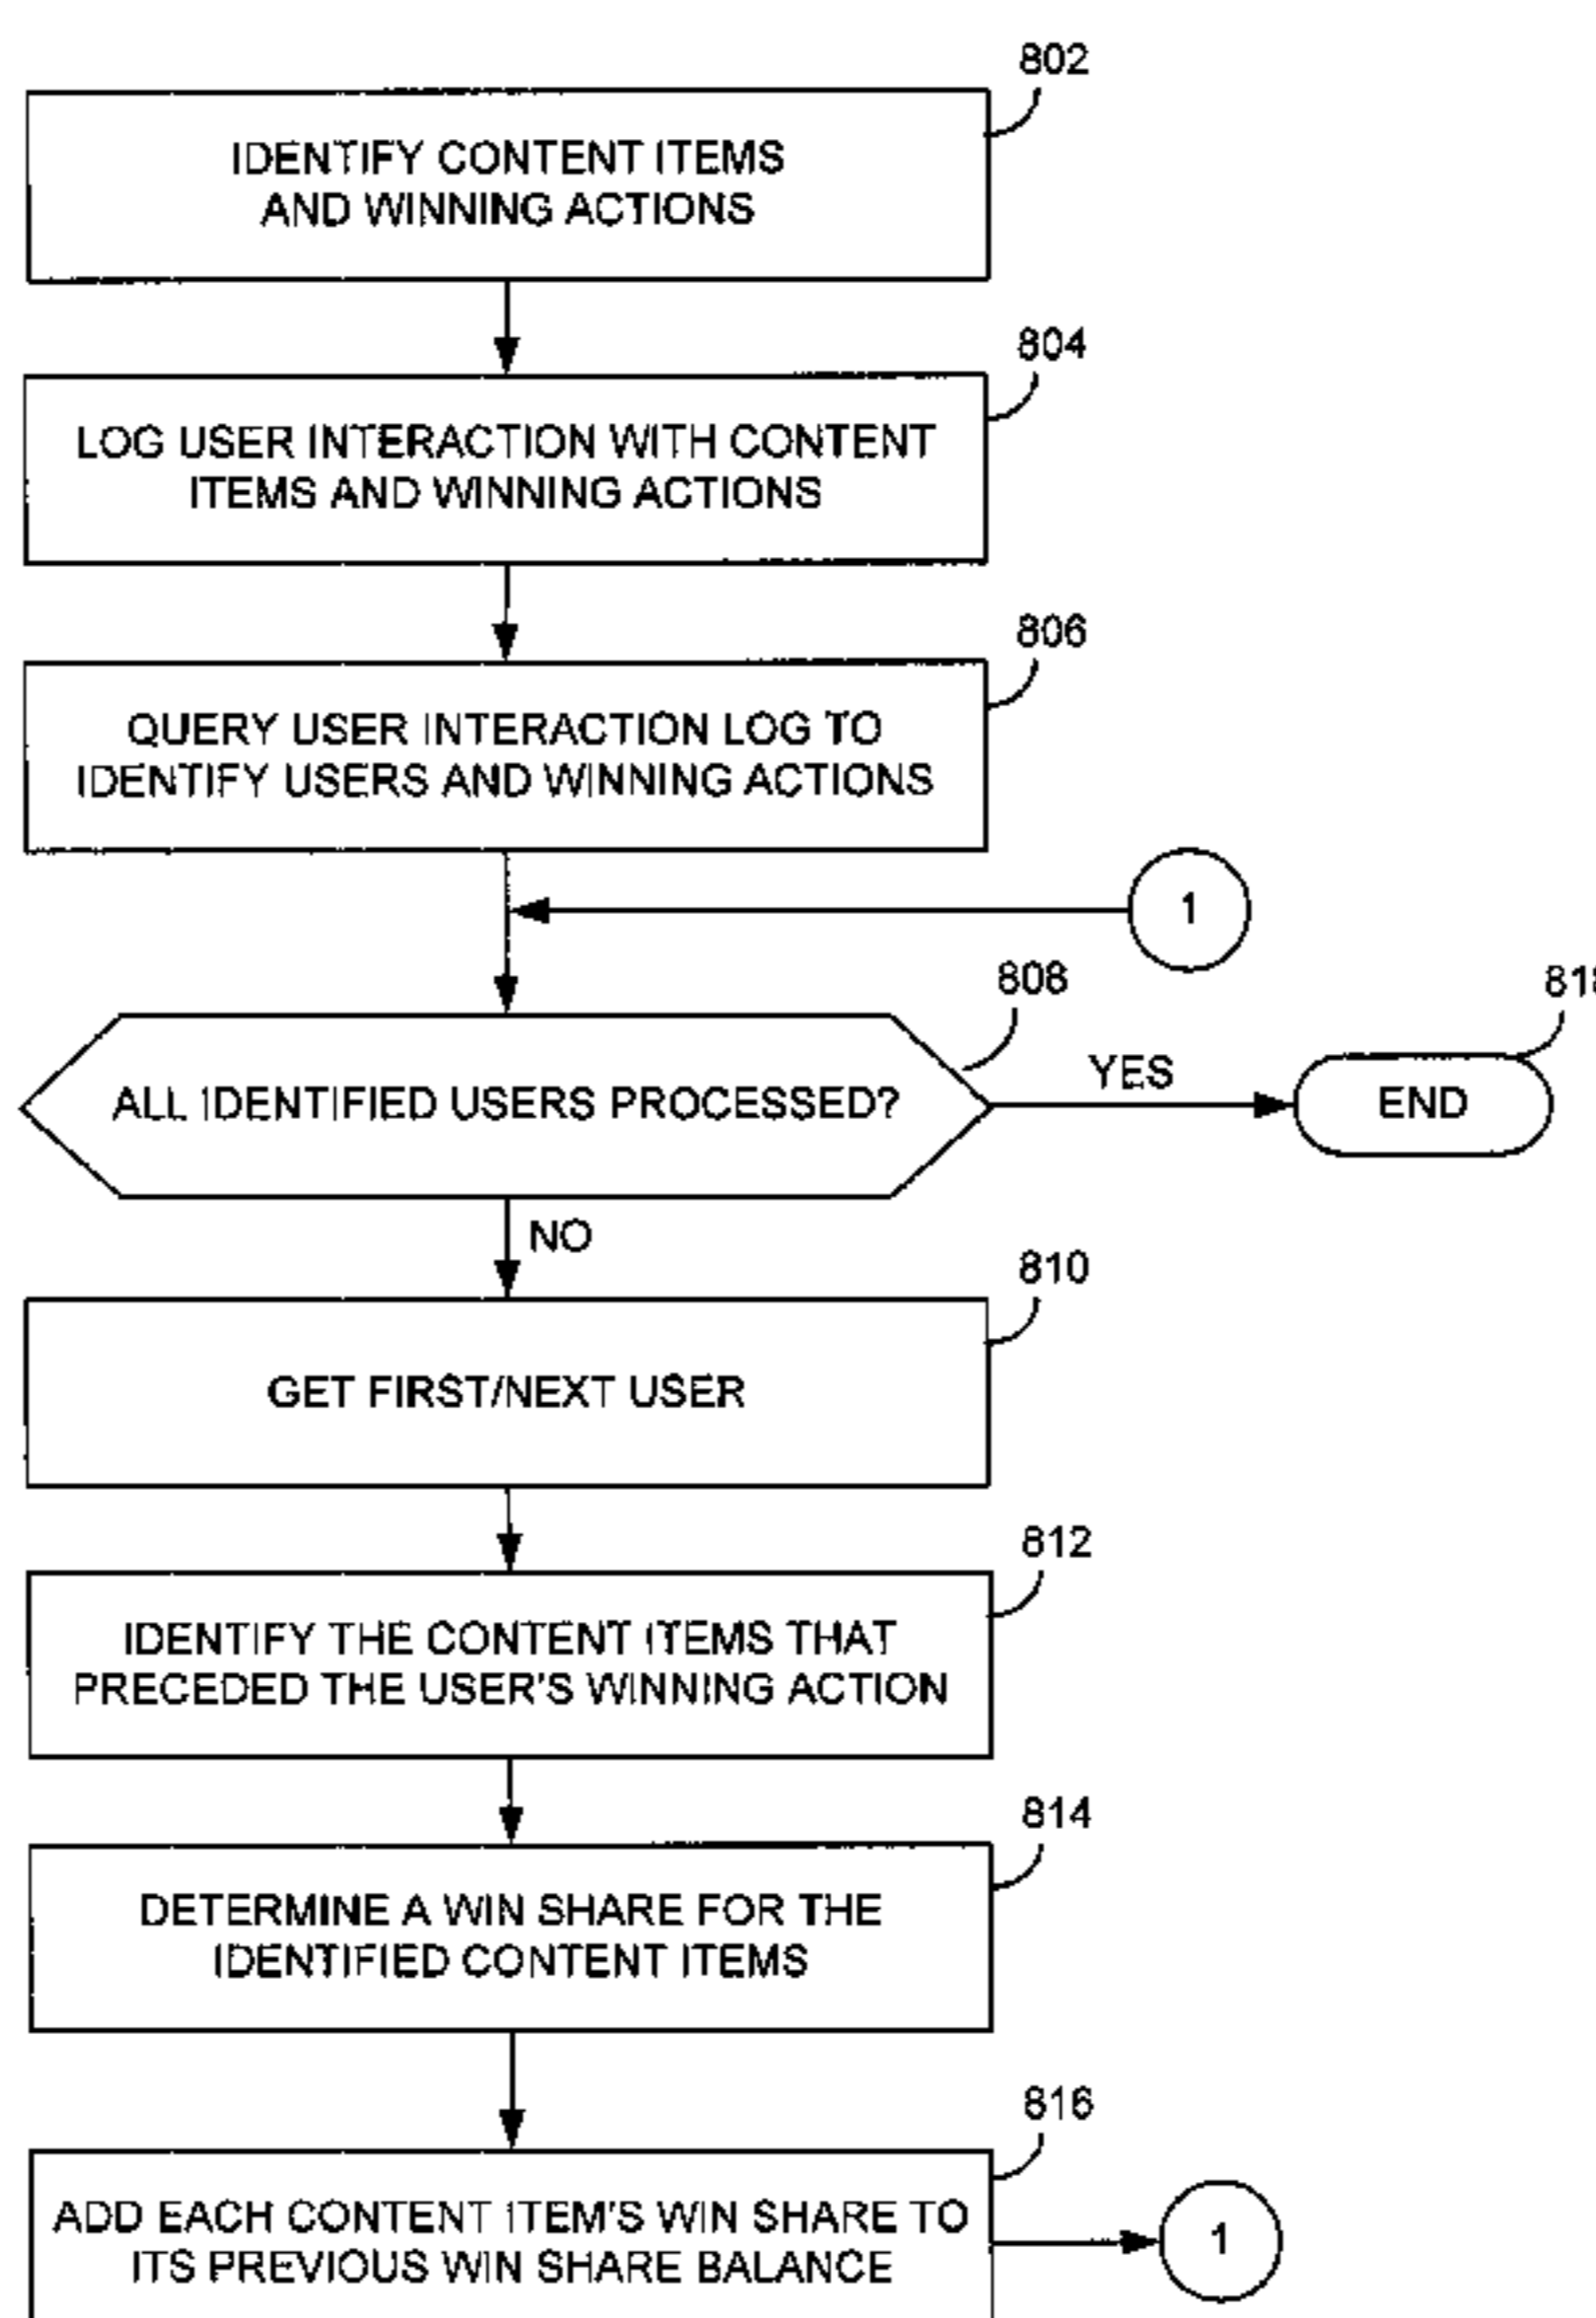 802
IDENTIFY CONTENT ITEMS
AND WINNING ACTIONS
804
LOG USER INTERACTION WITH CONTENT
ITEMS AND WINNING ACTIONS
806
QUERY USER INTERACTION LOG TO
IDENTIFY USERS AND WINNING ACTIONS
1
808
818
ALL IDENTIFIED USERS PROCESSED?
YES
END
NO
810
GET FIRST/NEXT USER
812
IDENTIFY THE CONTENT ITEMS THAT
PRECEDED THE USER'S WINNING ACTION
814
DETERMINE A WIN SHARE FOR THE
IDENTIFIED CONTENT ITEMS
816
ADD EACH CONTENT ITEM'S WIN SHARE TO
ITS PREVIOUS WIN SHARE BALANCE
1